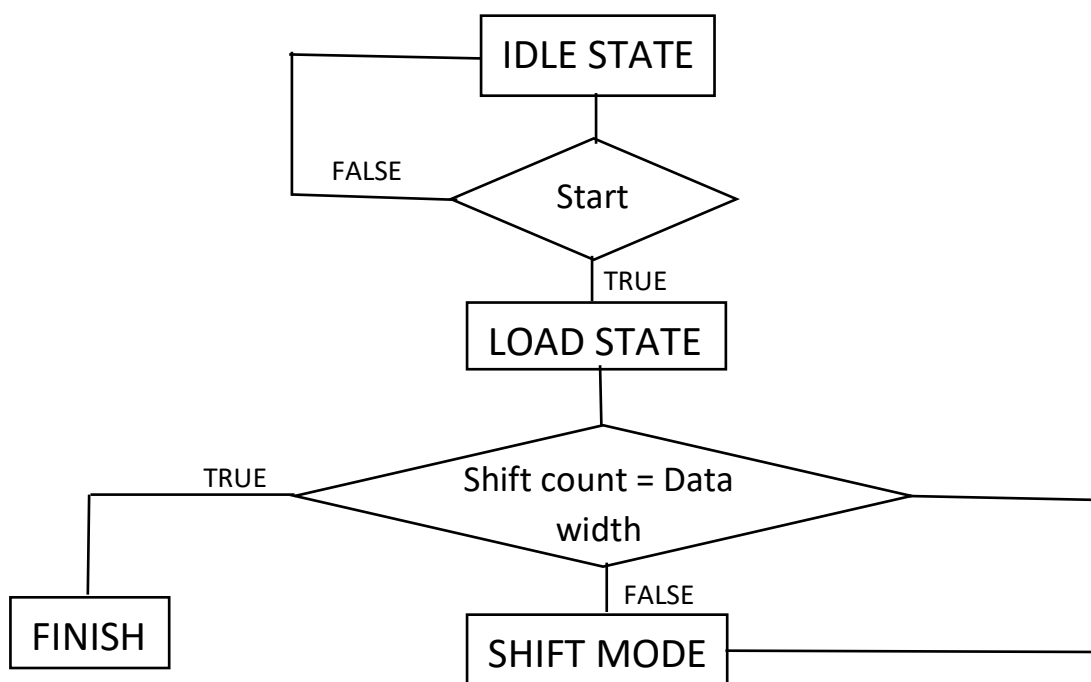 IDLE STATE
FALSE
Start
TRUE
LOAD STATE
TRUE
Shift count = Data
width
FALSE
FINISH
SHIFT MODE